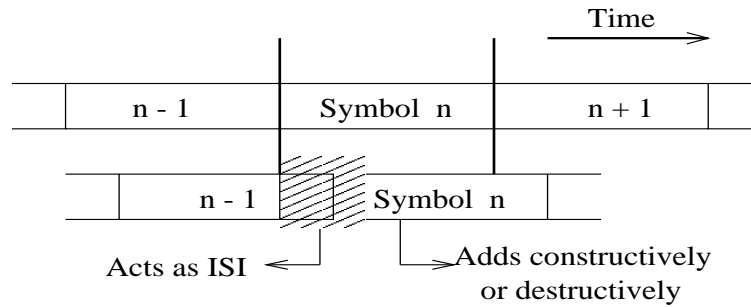 Time
n - 1 Symbol n n + 1
n - 1 Symbol n
Acts as ISI Adds constructively
or destructively